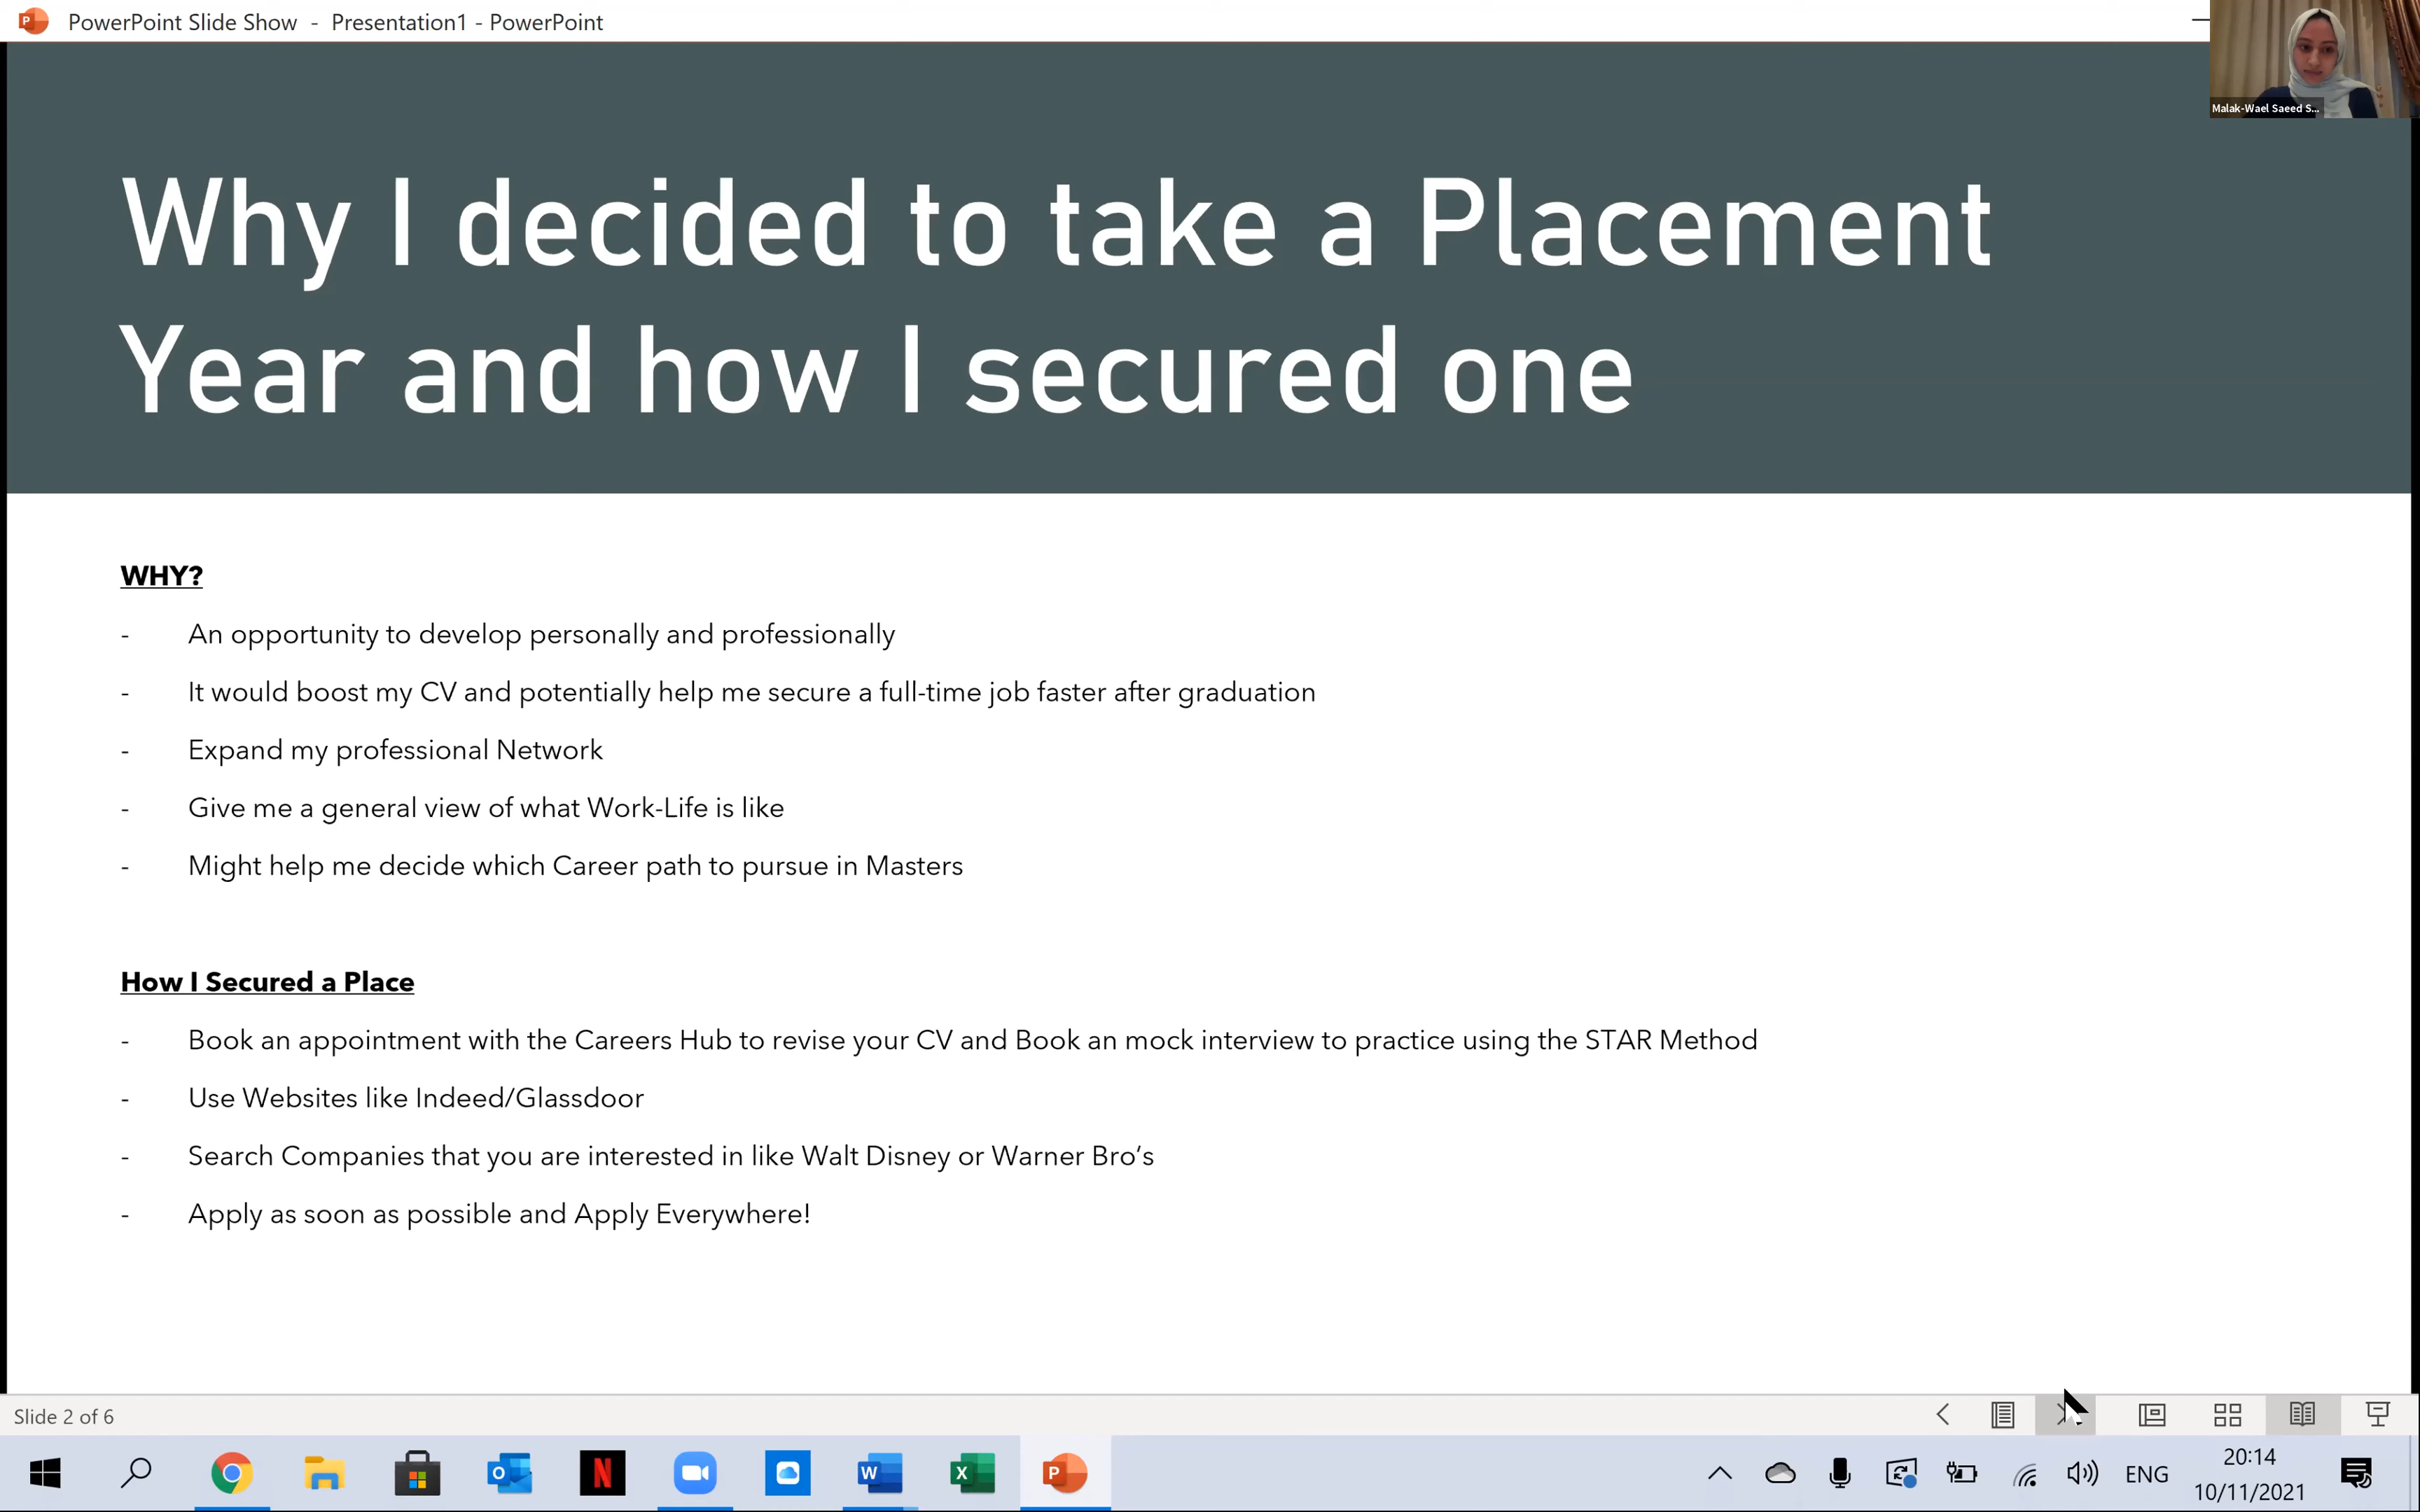 PowerPoint Slide Show - Presentation1 - PowerPoint
Malak-Wael Saeed S...
Why I decided to take a Placement
Year and how I secured one
WHY?
- An opportunity to develop personally and professionally
- It would boost my CV and potentially help me secure a full-time job faster after graduation
- Expand my professional Network
- Give me a general view of what Work-Life is like
- Might help me decide which Career path to pursue in Masters
How I Secured a Place
- Book an appointment with the Careers Hub to revise your CV and Book an mock interview to practice using the STAR Method
- Use Websites like Indeed/Glassdoor
- Search Companies that you are interested in like Walt Disney or Warner Bro's
- Apply as soon as possible and Apply Everywhere!
Slide 2 of 6
ENG
20:14
10/11/2021